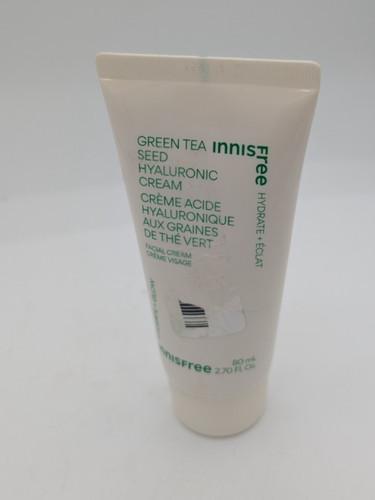 GREEN TEA
SEED
HYALURONIC
CREAM
CRÈME ACIDE
HYALURONIQUE
AUX GRAINES
DE THÉ VERT
FACIAL CREAM
CRÈME VISAGE
innisfree
HYDRATE + ÉCLAT
innisfree
80 mL
2.70 FL. Oz.